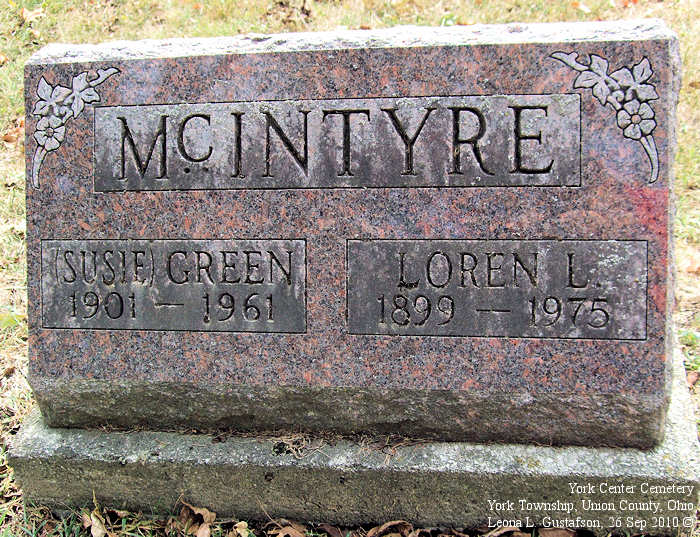 McINTYRE
(SUSIE) GREEN
1901 — 1961
LOREN L.
1899 — 1975
York Center Cemetery
York Township, Union County, Ohio
Leona L. Gustafson, 26 Sep 2010 ©